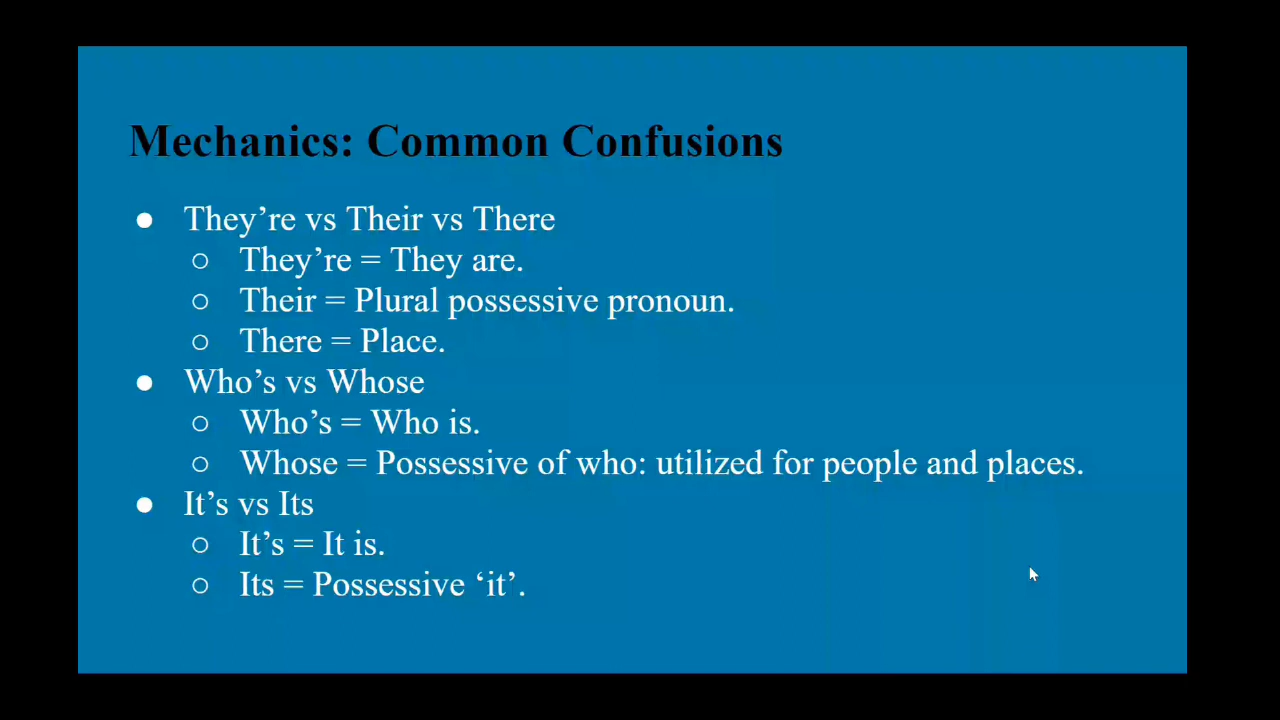 Mechanics: Common Confusions
● They’re vs Their vs There
○ They’re = They are.
○ Their = Plural possessive pronoun.
○ There = Place.
● Who’s vs Whose
○ Who’s = Who is.
○ Whose = Possessive of who: utilized for people and places.
● It’s vs Its
○ It’s = It is.
○ Its = Possessive ‘it’.